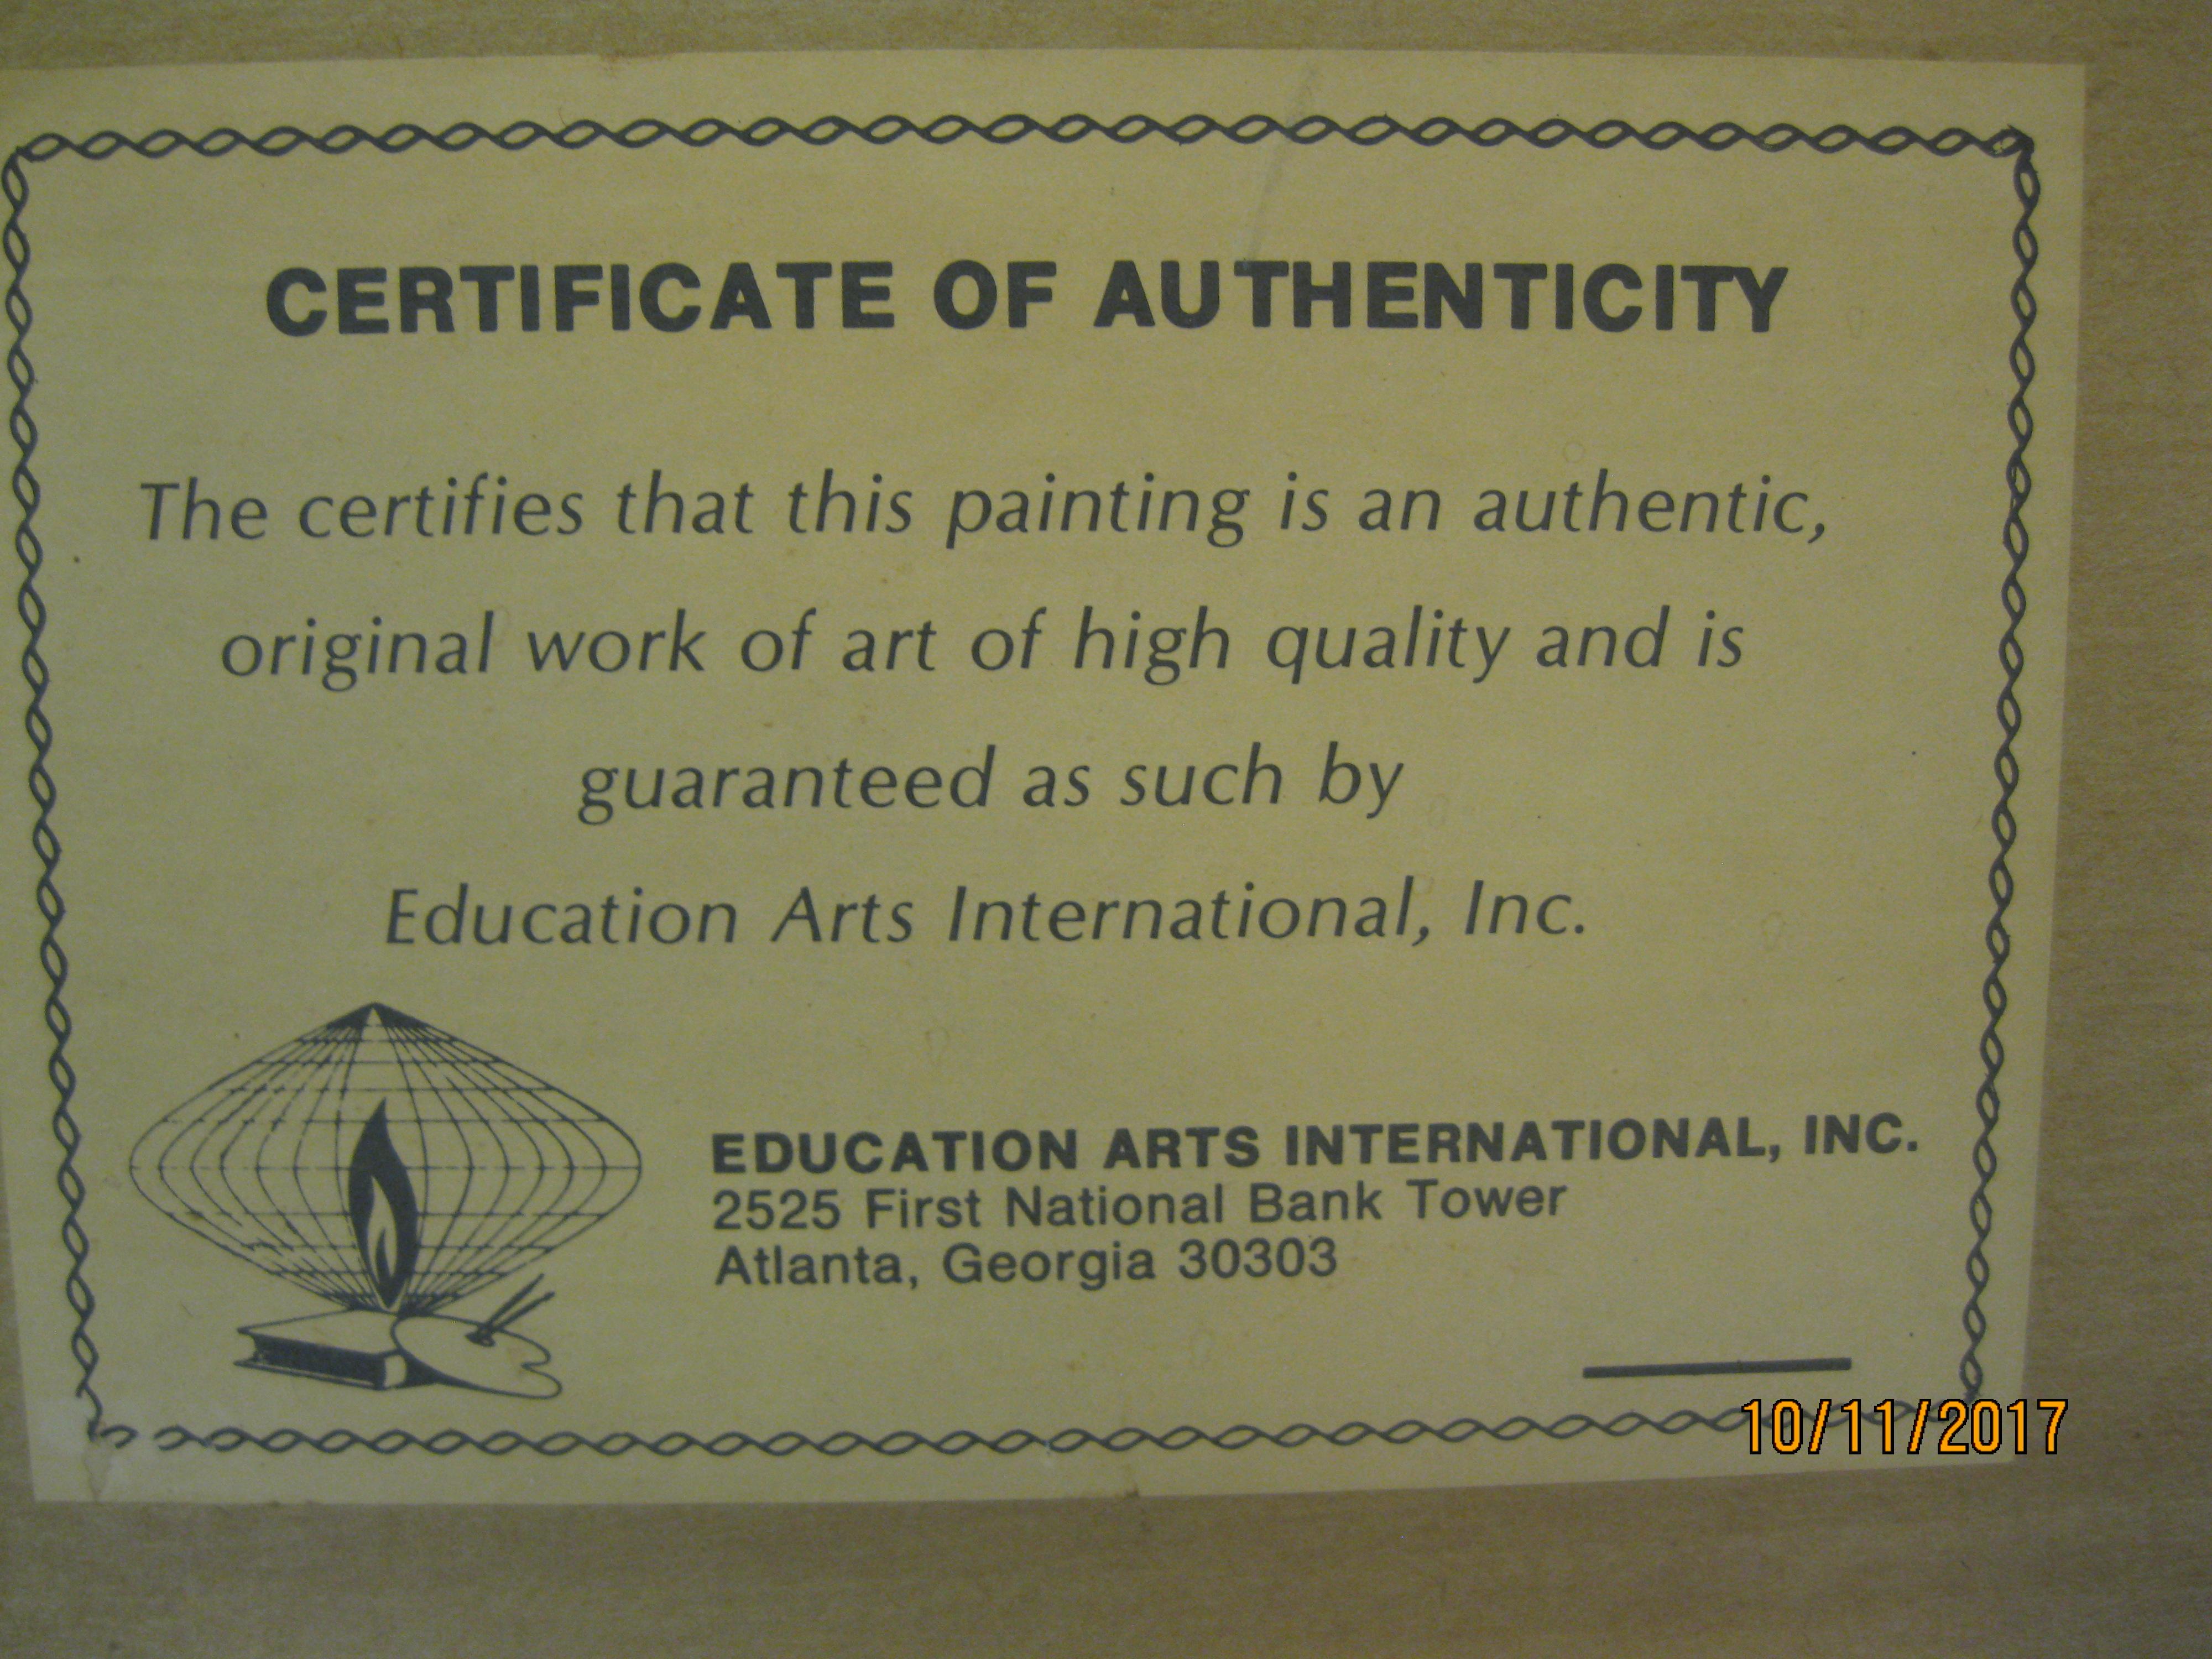 CERTIFICATE OF AUTHENTICITY
The certifies that this painting is an authentic,
original work of art of high quality and is
guaranteed as such by
Education Arts International, Inc.
EDUCATION ARTS INTERNATIONAL, INC.
2525 First National Bank Tower
Atlanta, Georgia 30303
10/11/2017